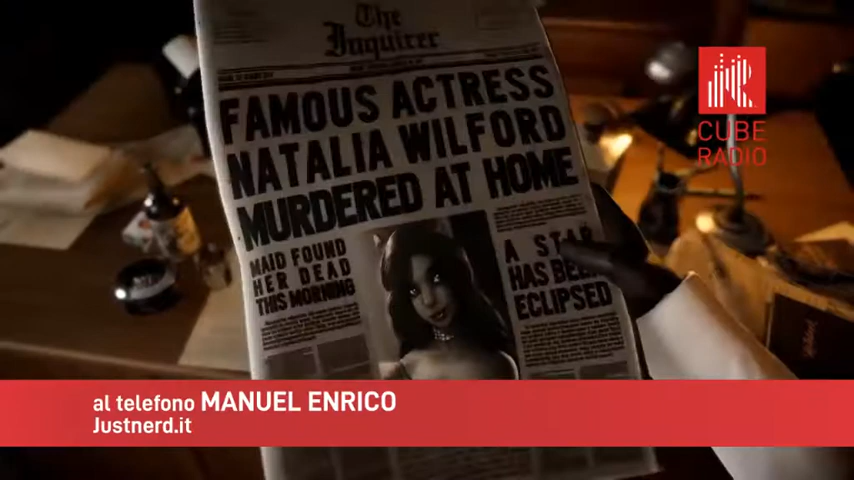 The
Inquirer
FAMOUS ACTRESS
NATALIA WILFORD
MURDERED AT HOME
MAID FOUND
HER DEAD
THIS MORNING
A STAR
HAS BEEN
ECLIPSED
CUBE
RADIO
al telefono MANUEL ENRICO
Justnerd.it